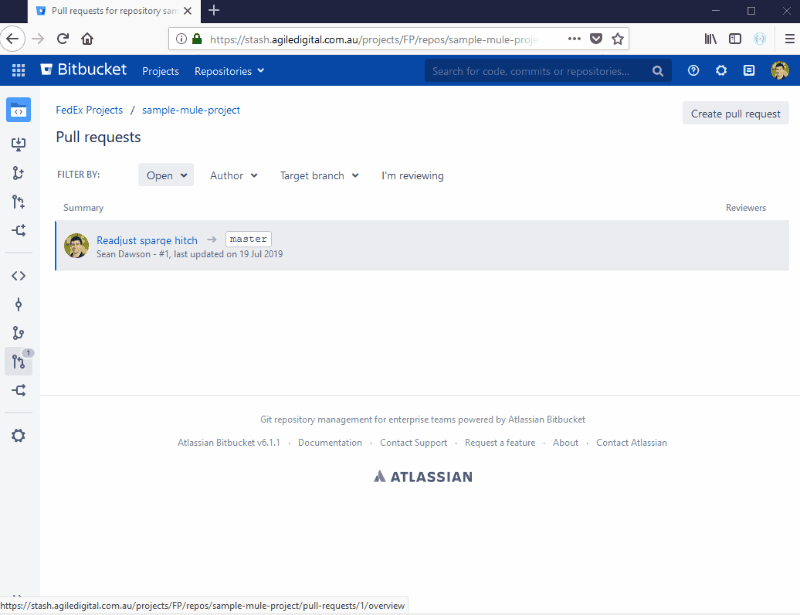 Pull requests for repository sam
https://stash.agiledigital.com.au/projects/FP/repos/sample-mule-proje
Bitbucket Projects Repositories Search for code, commits or repositories...
FedEx Projects / sample-mule-project
Create pull request
Pull requests
FILTER BY: Open Author Target branch I'm reviewing
Summary Reviewers
Readjust sparqe hitch → master
Sean Dawson - #1, last updated on 19 Jul 2019
1
Git repository management for enterprise teams powered by Atlassian Bitbucket
Atlassian Bitbucket v6.1.1 · Documentation · Contact Support · Request a feature · About · Contact Atlassian
ATLASSIAN
https://stash.agiledigital.com.au/projects/FP/repos/sample-mule-project/pull-requests/1/overview